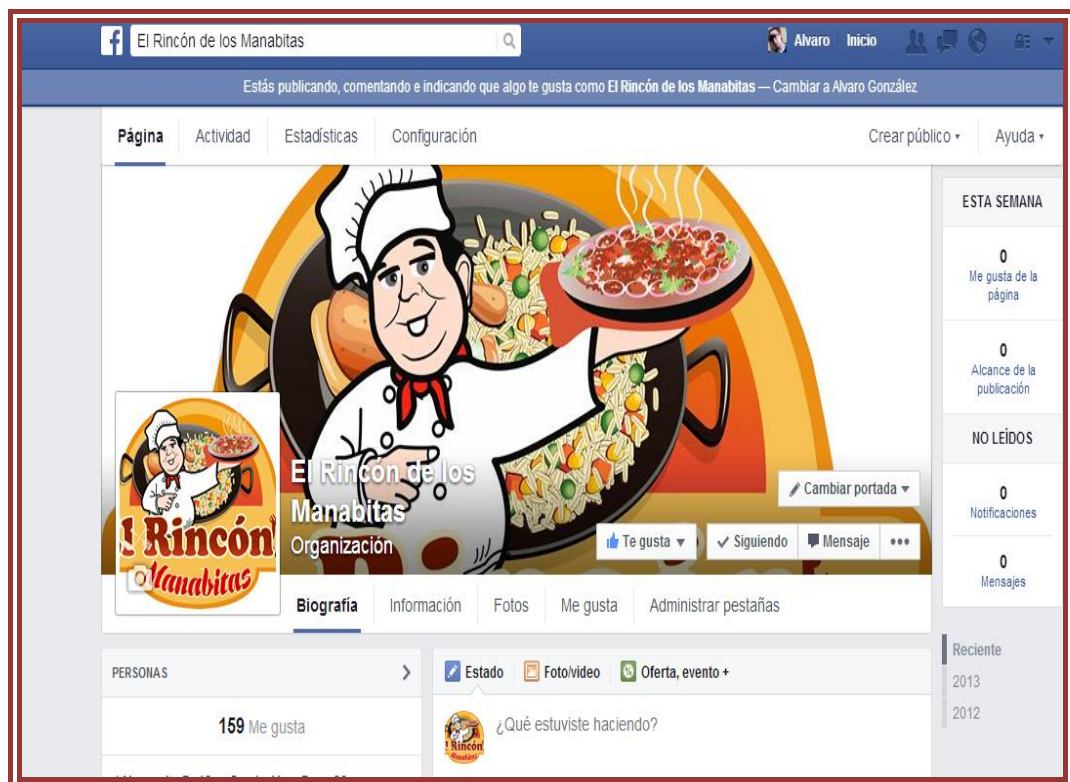 El Rincón de los Manabitas
Alvaro Inicio
Estás publicando, comentando e indicando que algo te gusta como El Rincón de los Manabitas — Cambiar a Alvaro González
Página Actividad Estadísticas Configuración Crear público Ayuda
ESTA SEMANA
0
Me gusta de la
página
0
Alcance de la
publicación
NO LEÍDOS
0
Notificaciones
0
Mensajes
Rincón
Manabitas
El Rincón de los
Manabitas
Organización
Cambiar portada
Te gusta Siguiendo Mensaje
Biografía Información Fotos Me gusta Administrar pestañas
Reciente
2013
2012
PERSONAS
159 Me gusta
Estado Foto/video Oferta, evento +
¿Qué estuviste haciendo?
Rincón
Manabitas